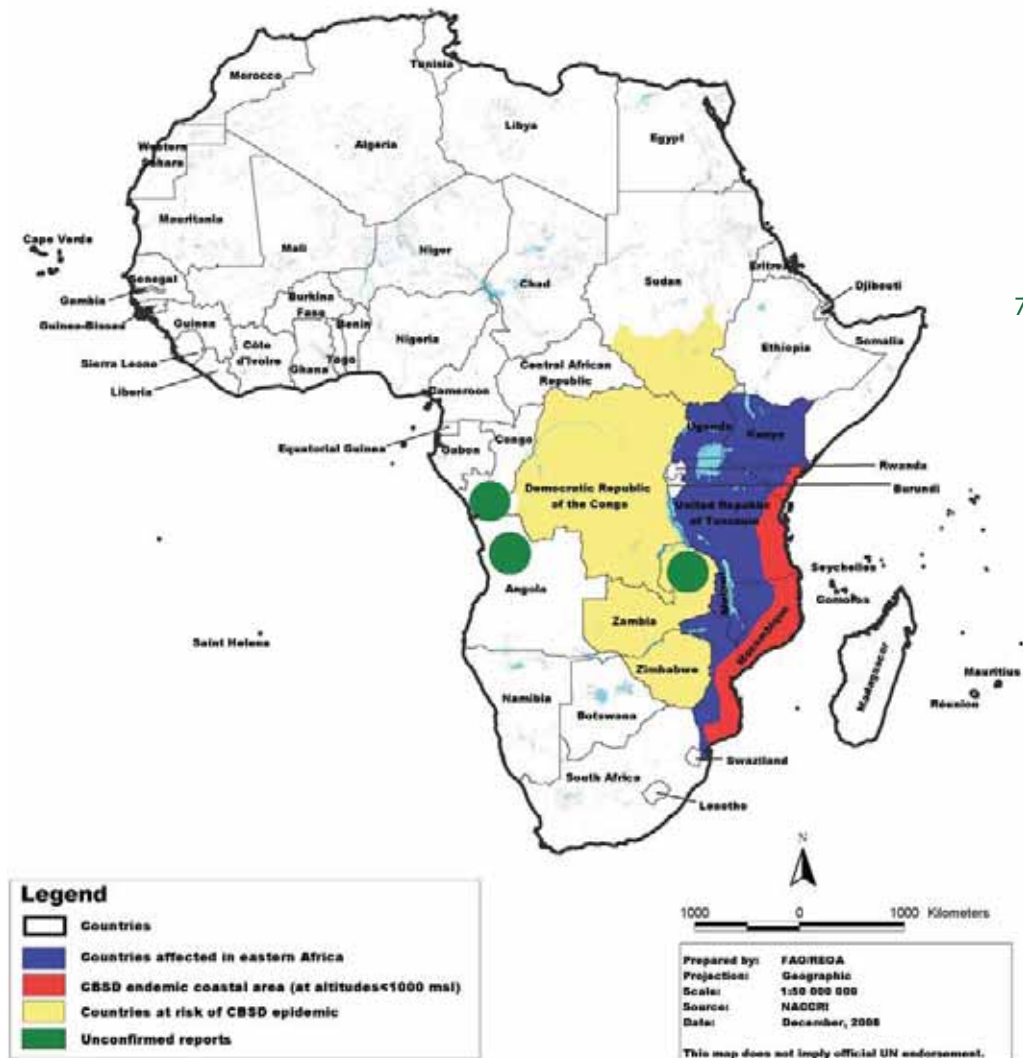 Morocco
Tunisia
Algeria
Libya
Egypt
Western
Sahara
Mauritania
Mali
Niger
Chad
Sudan
Eritrea
Djibouti
Cape Verde
Senegal
Gambia
Guinea-Bissau
Guinea
Sierra Leone
Liberia
Côte
d'Ivoire
Burkina
Faso
Ghana
Togo
Benin
Nigeria
Cameroon
Central African
Republic
Ethiopia
Somalia
7
Equatorial Guinea
Gabon
Congo
Uganda
Kenya
Rwanda
Burundi
Democratic Republic
of the Congo
United Republic
of Tanzania
Seychelles
Comoros
Angola
Zambia
Malawi
Mozambique
Zimbabwe
Saint Helena
Namibia
Botswana
Madagascar
Mauritius
Réunion
Swaziland
South Africa
Lesotho
N
Legend
Countries
Countries affected in eastern Africa
CBSD endemic coastal area (at altitudes<1000 msl)
Countries at risk of CBSD epidemic
Unconfirmed reports
1000 0 1000 Kilometers
Prepared by: FAO/REOA
Projection: Geographic
Scale: 1:50 000 000
Source: NACCRI
Date: December, 2008
This map does not imply official UN endorsement.